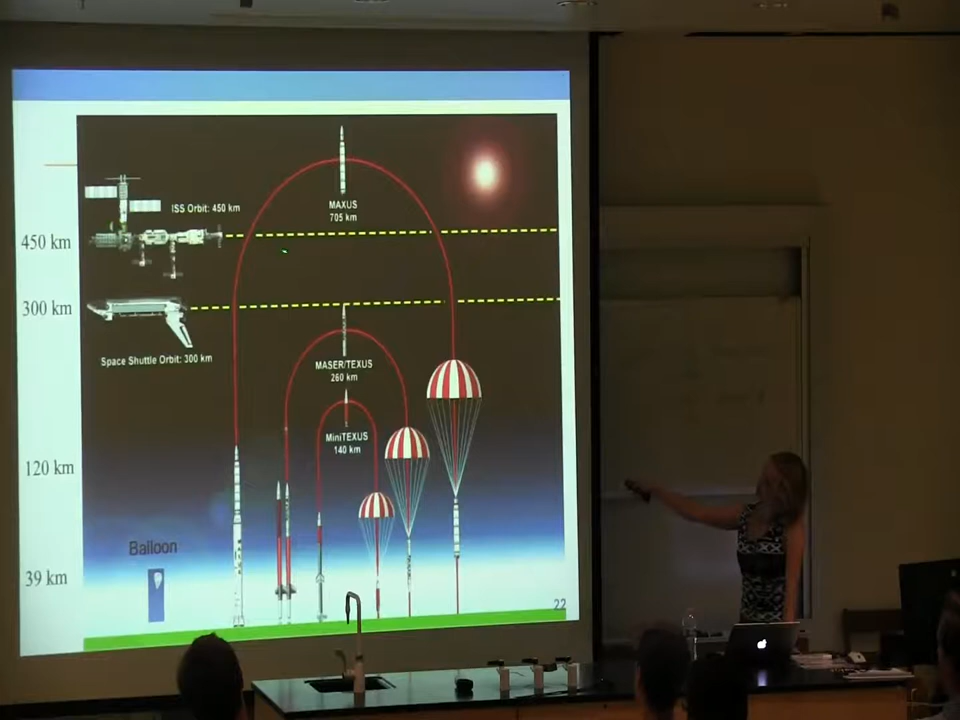 MAXUS
705 km
ISS Orbit: 450 km
450 km
300 km
Space Shuttle Orbit: 300 km
MASER/TEXUS
260 km
MiniTEXUS
140 km
120 km
Balloon
39 km
22